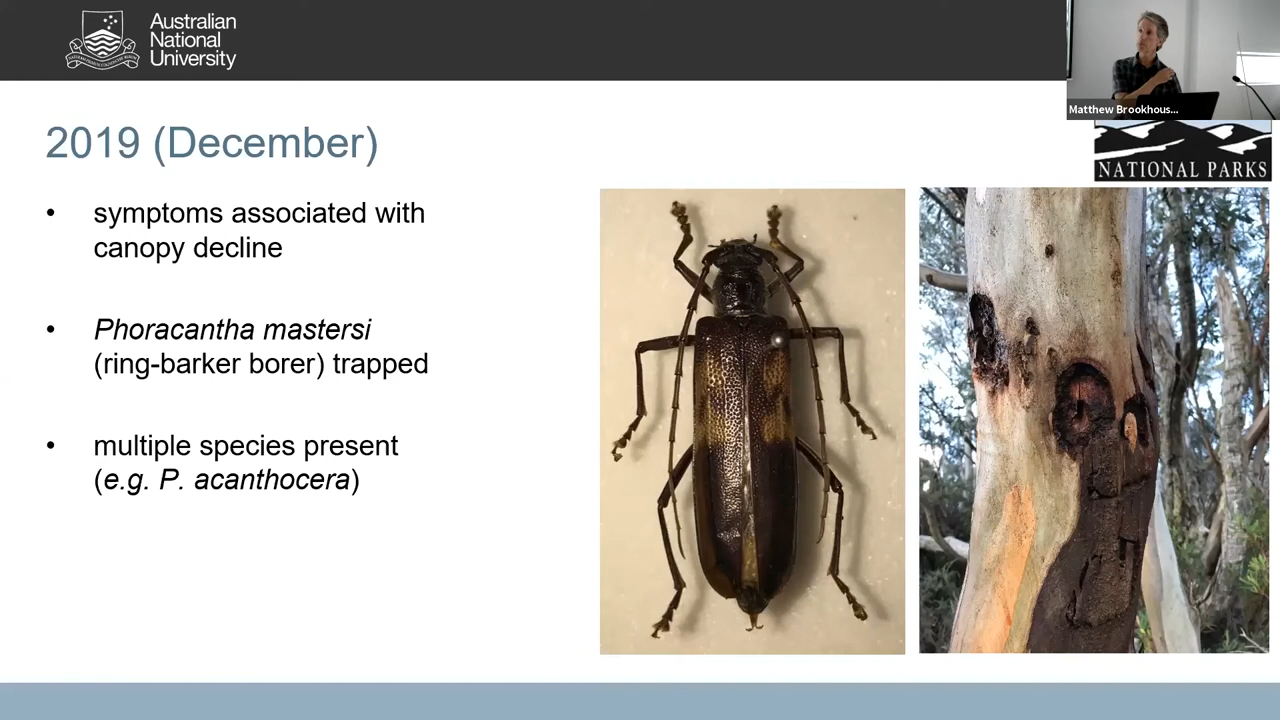 Australian
National
University
Matthew Brookhous...
NATIONAL PARKS
2019 (December)
• symptoms associated with
canopy decline
• Phoracantha mastersi
(ring-barker borer) trapped
• multiple species present
(e.g. P. acanthocera)